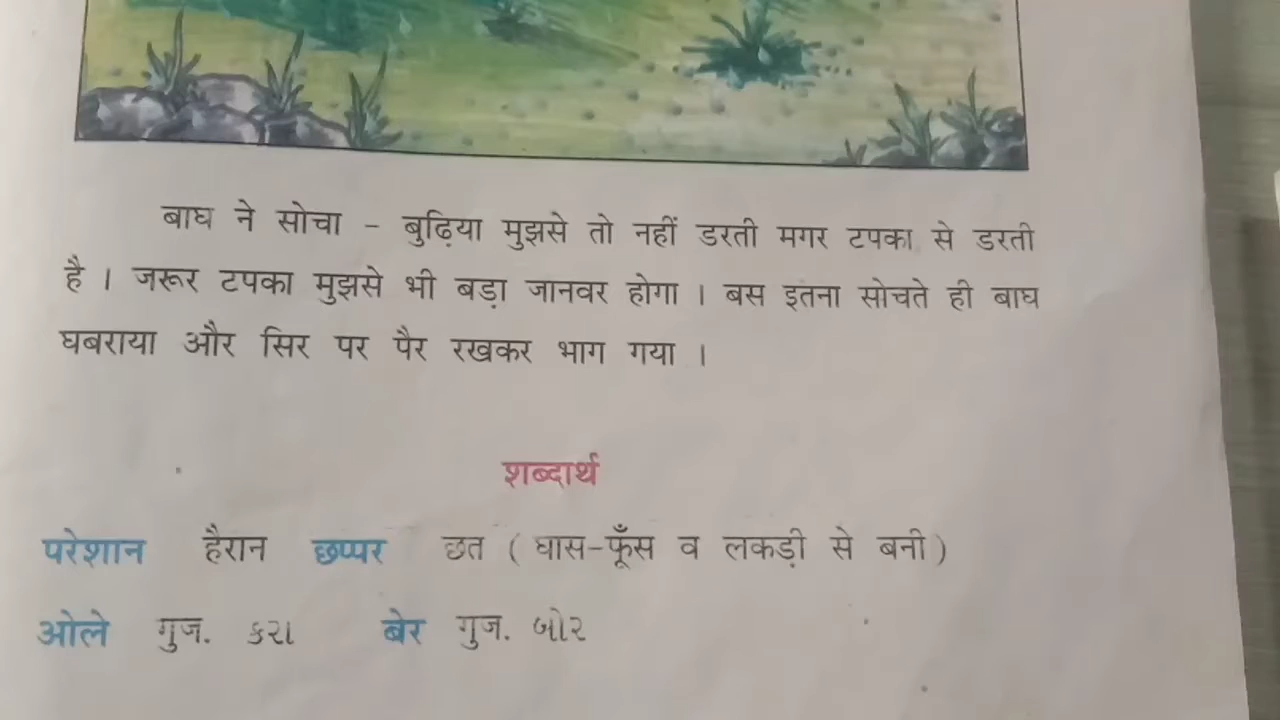 बाघ ने सोचा - बुढ़िया मुझसे तो नहीं डरती मगर टपका से डरती
है । जरूर टपका मुझसे भी बड़ा जानवर होगा । बस इतना सोचते ही बाघ
घबराया और सिर पर पैर रखकर भाग गया ।
शब्दार्थ
परेशान हैरान छप्पर छत ( घास-फूँस व लकड़ी से बनी )
ओले गुज. કરા बेर गुज. બોર